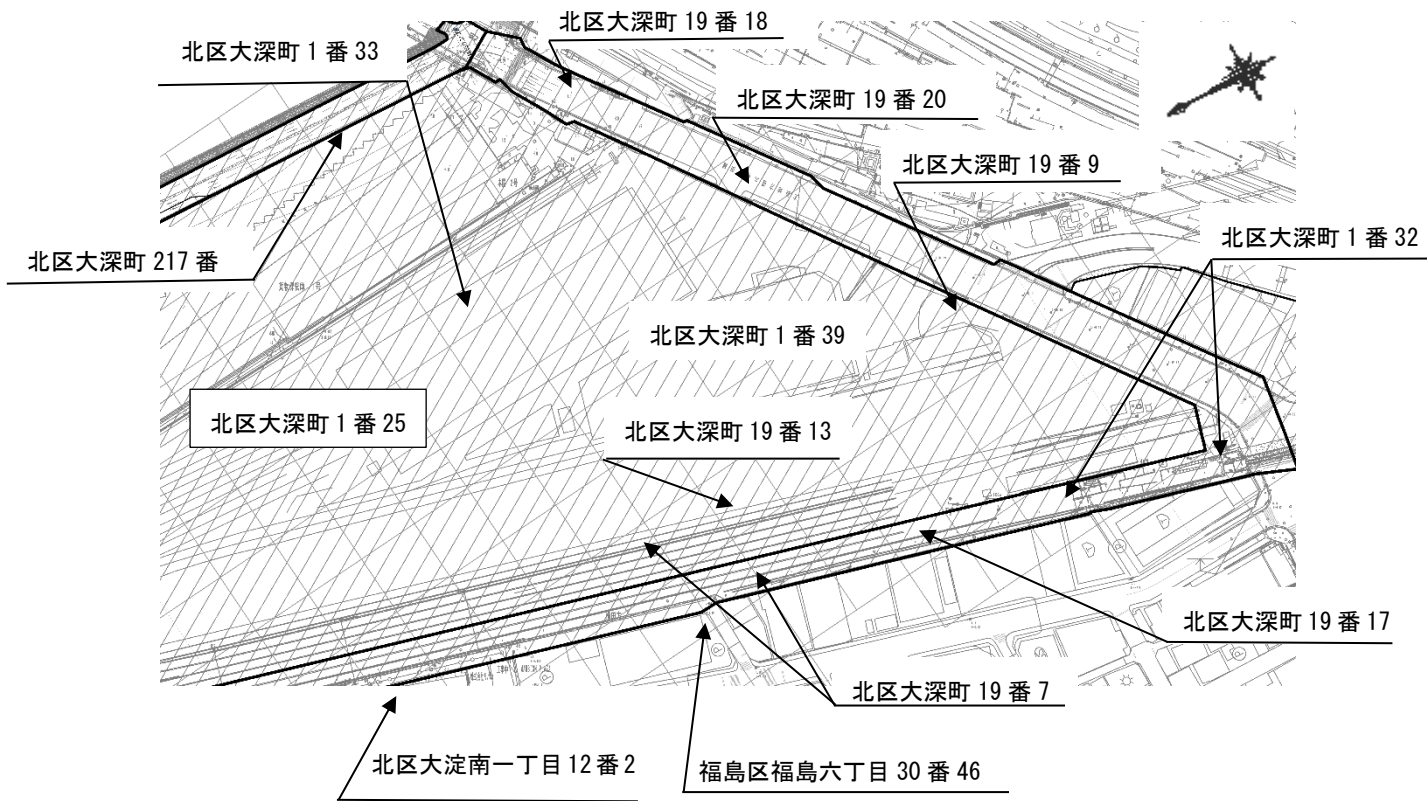 北区大深町 19 番 18
北区大深町 1 番 33
北区大深町 19 番 20
北区大深町 19 番 9
北区大深町 1 番 32
北区大深町 217 番
北区大深町 1 番 39
北区大深町 1 番 25
北区大深町 19 番 13
北区大深町 19 番 17
北区大深町 19 番 7
北区大淀南一丁目 12 番 2
福島区福島六丁目 30 番 46